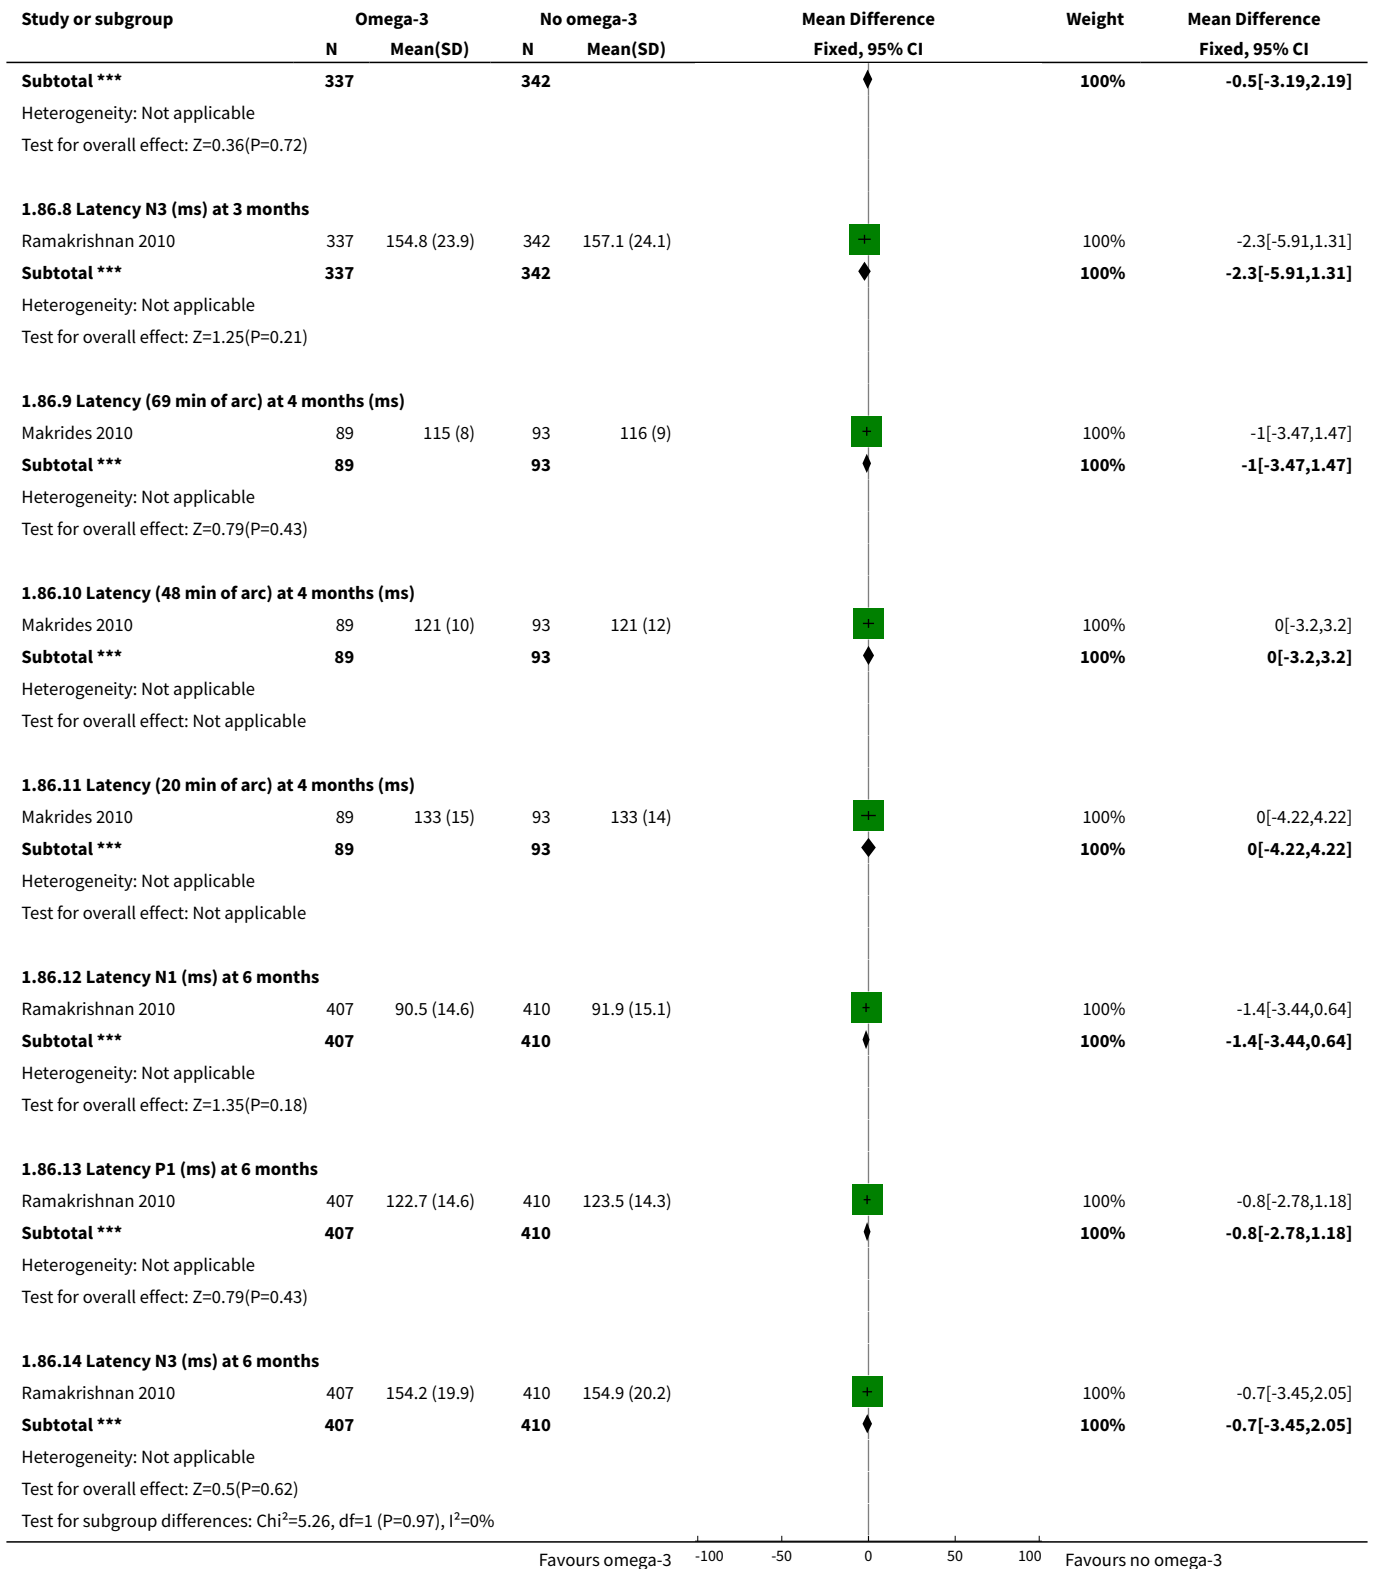 Study or subgroup Omega-3 No omega-3 Mean Difference Weight Mean Difference
N Mean(SD) N Mean(SD) Fixed, 95% CI Fixed, 95% CI
Subtotal *** 337 342 100% -0.5[-3.19,2.19]
Heterogeneity: Not applicable
Test for overall effect: Z=0.36(P=0.72)
1.86.8 Latency N3 (ms) at 3 months
Ramakrishnan 2010 337 154.8 (23.9) 342 157.1 (24.1) 100% -2.3[-5.91,1.31]
Subtotal *** 337 342 100% -2.3[-5.91,1.31]
Heterogeneity: Not applicable
Test for overall effect: Z=1.25(P=0.21)
1.86.9 Latency (69 min of arc) at 4 months (ms)
Makrides 2010 89 115 (8) 93 116 (9) 100% -1[-3.47,1.47]
Subtotal *** 89 93 100% -1[-3.47,1.47]
Heterogeneity: Not applicable
Test for overall effect: Z=0.79(P=0.43)
1.86.10 Latency (48 min of arc) at 4 months (ms)
Makrides 2010 89 121 (10) 93 121 (12) 100% 0[-3.2,3.2]
Subtotal *** 89 93 100% 0[-3.2,3.2]
Heterogeneity: Not applicable
Test for overall effect: Not applicable
1.86.11 Latency (20 min of arc) at 4 months (ms)
Makrides 2010 89 133 (15) 93 133 (14) 100% 0[-4.22,4.22]
Subtotal *** 89 93 100% 0[-4.22,4.22]
Heterogeneity: Not applicable
Test for overall effect: Not applicable
1.86.12 Latency N1 (ms) at 6 months
Ramakrishnan 2010 407 90.5 (14.6) 410 91.9 (15.1) 100% -1.4[-3.44,0.64]
Subtotal *** 407 410 100% -1.4[-3.44,0.64]
Heterogeneity: Not applicable
Test for overall effect: Z=1.35(P=0.18)
1.86.13 Latency P1 (ms) at 6 months
Ramakrishnan 2010 407 122.7 (14.6) 410 123.5 (14.3) 100% -0.8[-2.78,1.18]
Subtotal *** 407 410 100% -0.8[-2.78,1.18]
Heterogeneity: Not applicable
Test for overall effect: Z=0.79(P=0.43)
1.86.14 Latency N3 (ms) at 6 months
Ramakrishnan 2010 407 154.2 (19.9) 410 154.9 (20.2) 100% -0.7[-3.45,2.05]
Subtotal *** 407 410 100% -0.7[-3.45,2.05]
Heterogeneity: Not applicable
Test for overall effect: Z=0.5(P=0.62)
Test for subgroup differences: Chi²=5.26, df=1 (P=0.97), I²=0%
Favours omega-3 -100 -50 0 50 100 Favours no omega-3